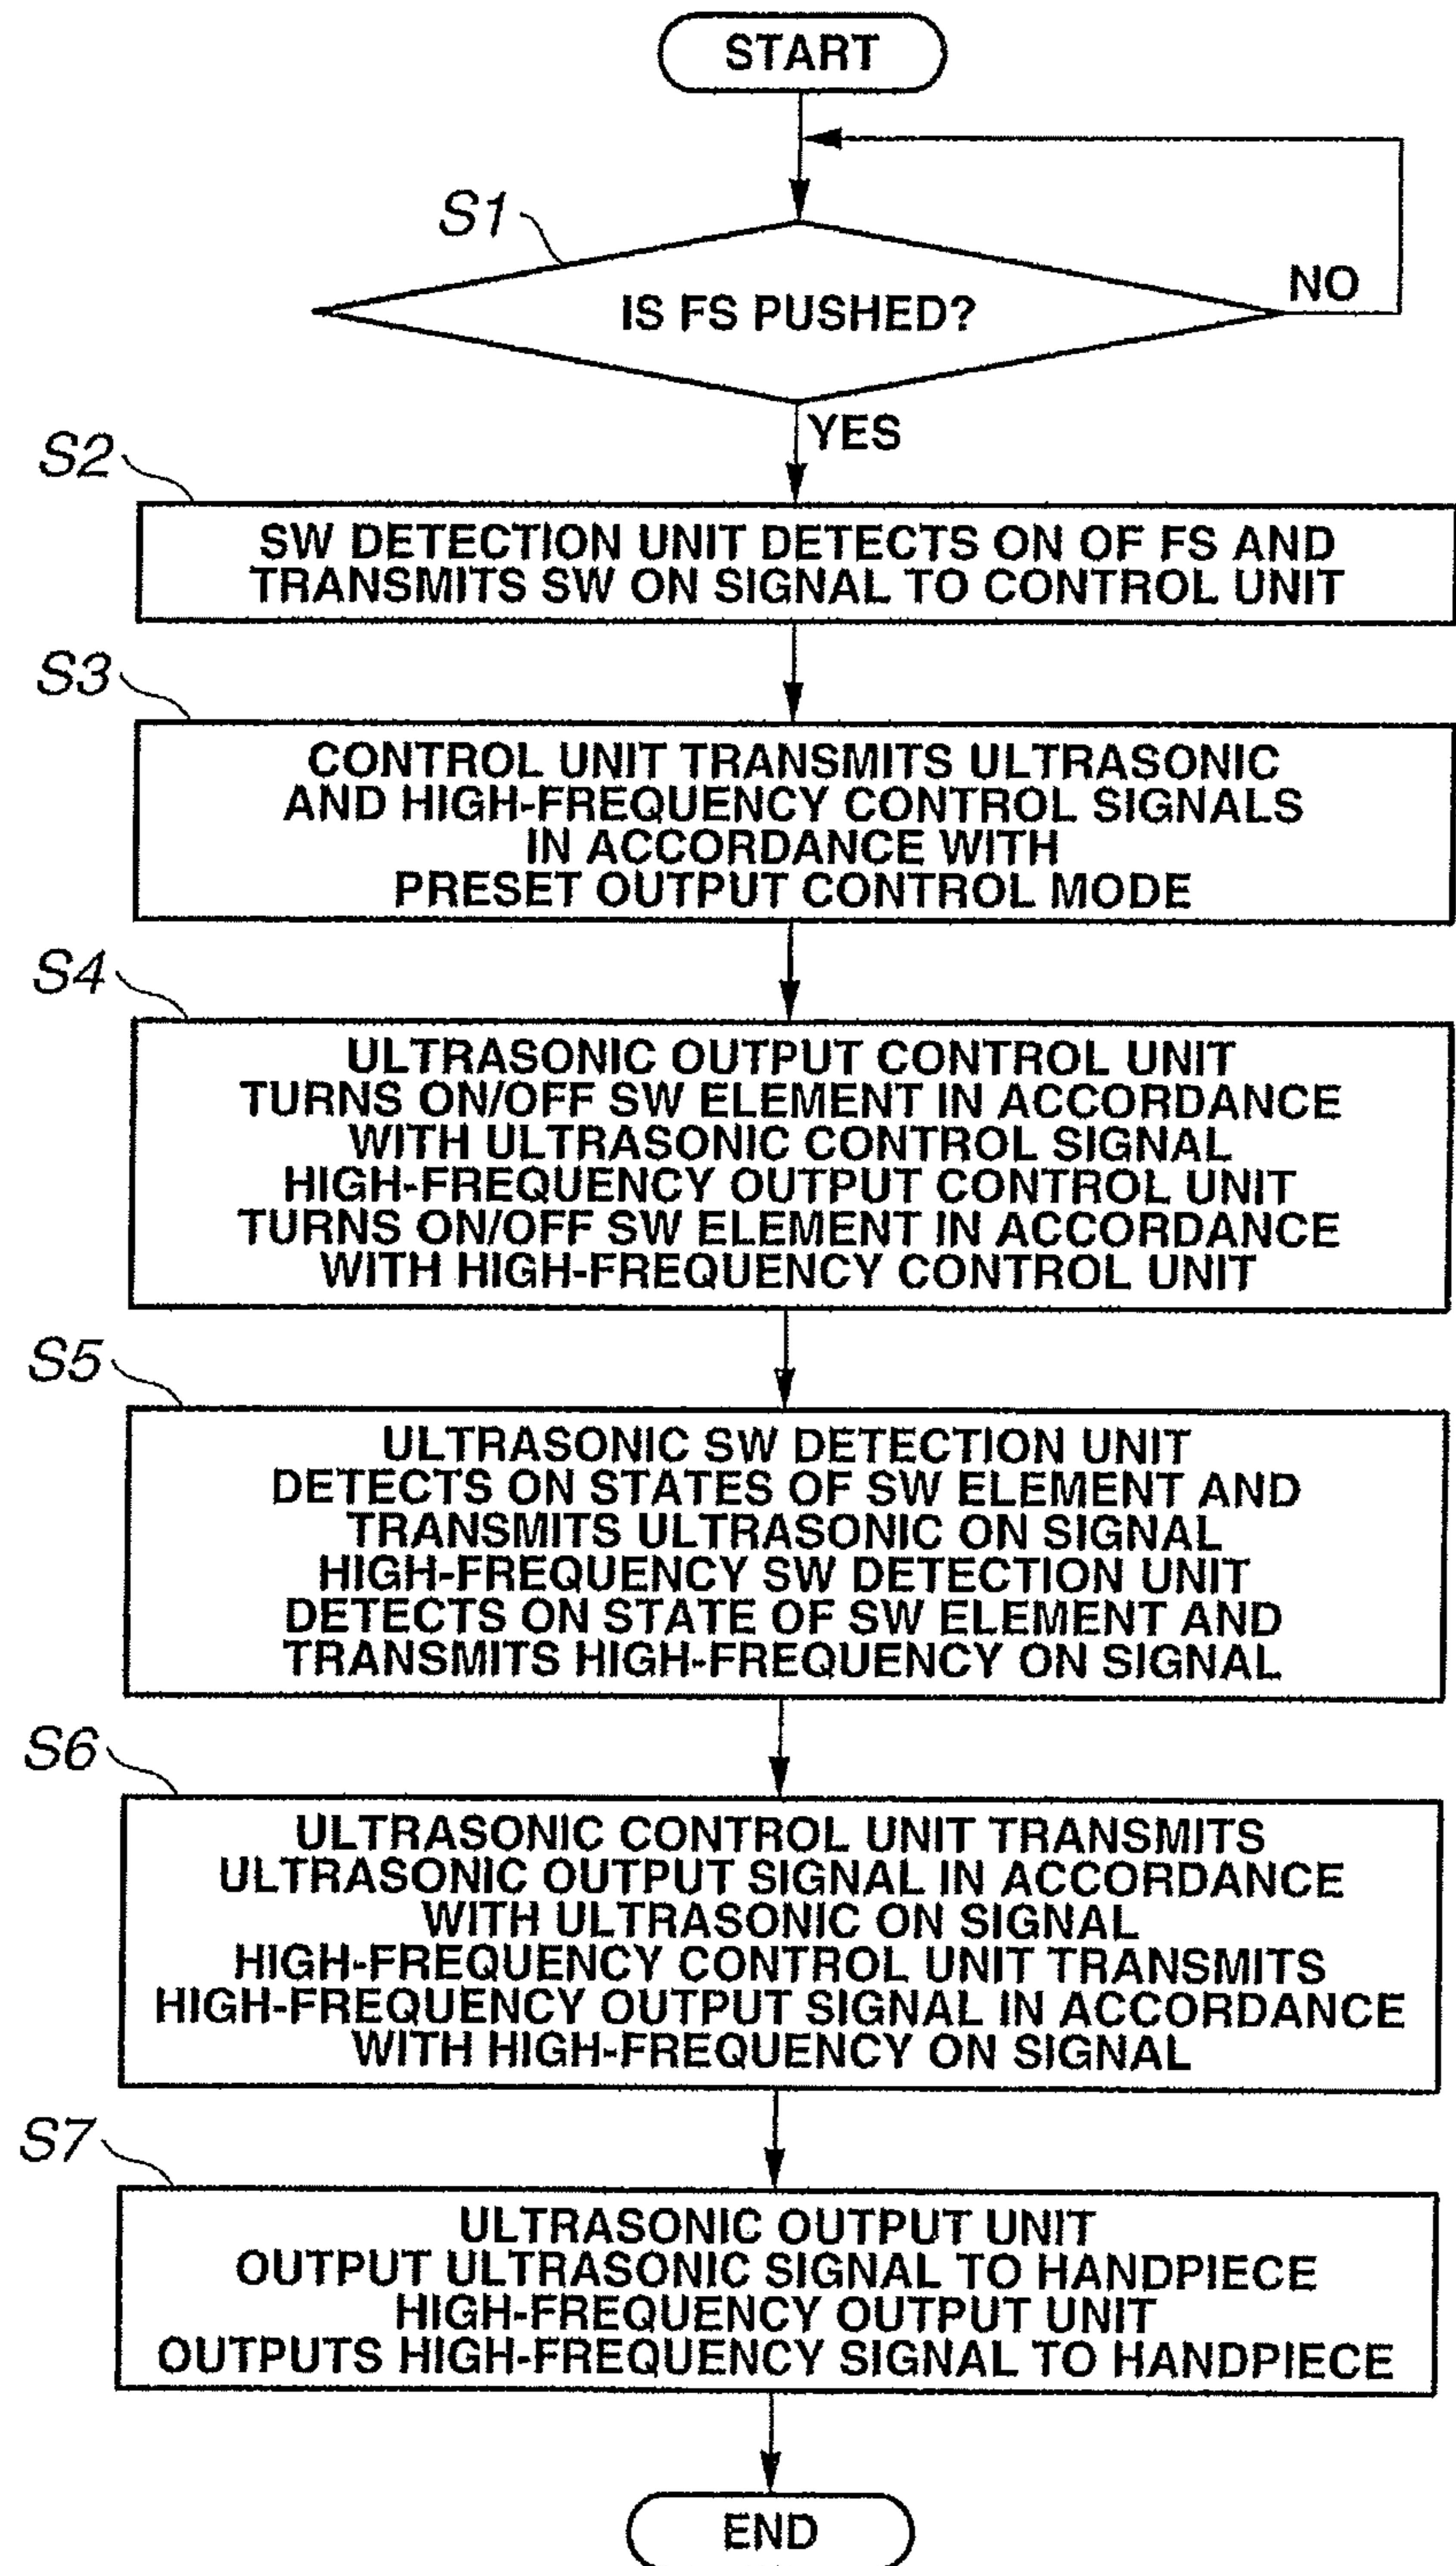 START
S1
IS FS PUSHED?
NO
YES
S2
SW DETECTION UNIT DETECTS ON OF FS AND
TRANSMITS SW ON SIGNAL TO CONTROL UNIT
S3
CONTROL UNIT TRANSMITS ULTRASONIC
AND HIGH-FREQUENCY CONTROL SIGNALS
IN ACCORDANCE WITH
PRESET OUTPUT CONTROL MODE
S4
ULTRASONIC OUTPUT CONTROL UNIT
TURNS ON/OFF SW ELEMENT IN ACCORDANCE
WITH ULTRASONIC CONTROL SIGNAL
HIGH-FREQUENCY OUTPUT CONTROL UNIT
TURNS ON/OFF SW ELEMENT IN ACCORDANCE
WITH HIGH-FREQUENCY CONTROL UNIT
S5
ULTRASONIC SW DETECTION UNIT
DETECTS ON STATES OF SW ELEMENT AND
TRANSMITS ULTRASONIC ON SIGNAL
HIGH-FREQUENCY SW DETECTION UNIT
DETECTS ON STATE OF SW ELEMENT AND
TRANSMITS HIGH-FREQUENCY ON SIGNAL
S6
ULTRASONIC CONTROL UNIT TRANSMITS
ULTRASONIC OUTPUT SIGNAL IN ACCORDANCE
WITH ULTRASONIC ON SIGNAL
HIGH-FREQUENCY CONTROL UNIT TRANSMITS
HIGH-FREQUENCY OUTPUT SIGNAL IN ACCORDANCE
WITH HIGH-FREQUENCY ON SIGNAL
S7
ULTRASONIC OUTPUT UNIT
OUTPUT ULTRASONIC SIGNAL TO HANDPIECE
HIGH-FREQUENCY OUTPUT UNIT
OUTPUTS HIGH-FREQUENCY SIGNAL TO HANDPIECE
END